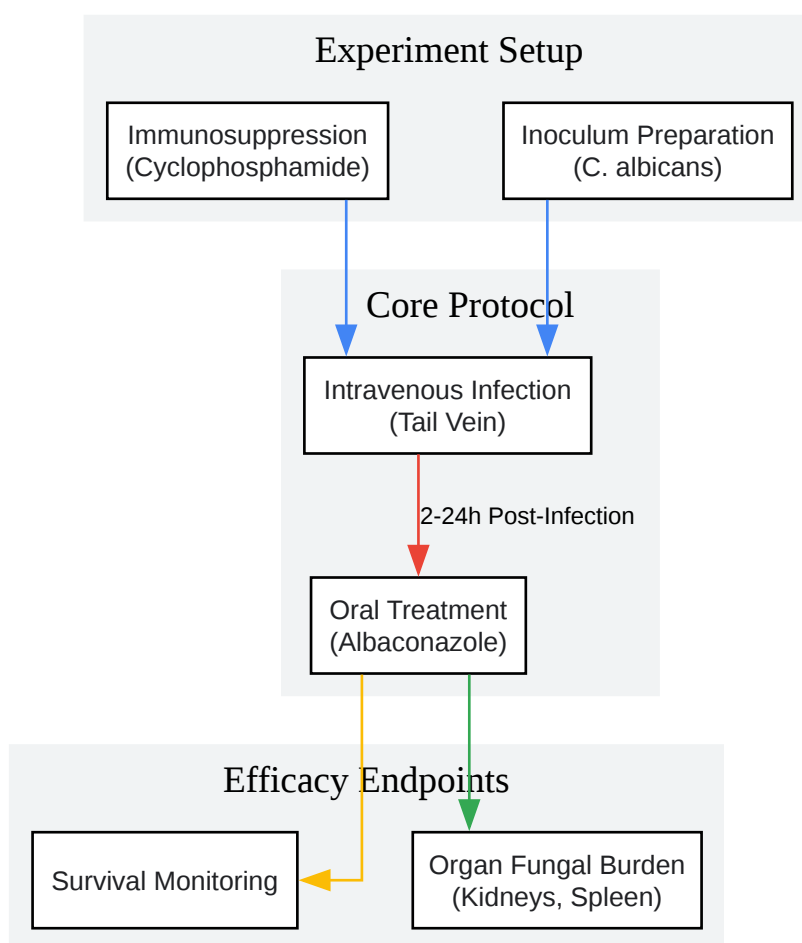 Experiment Setup
Immunosuppression
(Cyclophosphamide)
Inoculum Preparation
(C. albicans)
Core Protocol
Intravenous Infection
(Tail Vein)
2-24h Post-Infection
Oral Treatment
(Albaconazole)
Efficacy Endpoints
Survival Monitoring
Organ Fungal Burden
(Kidneys, Spleen)